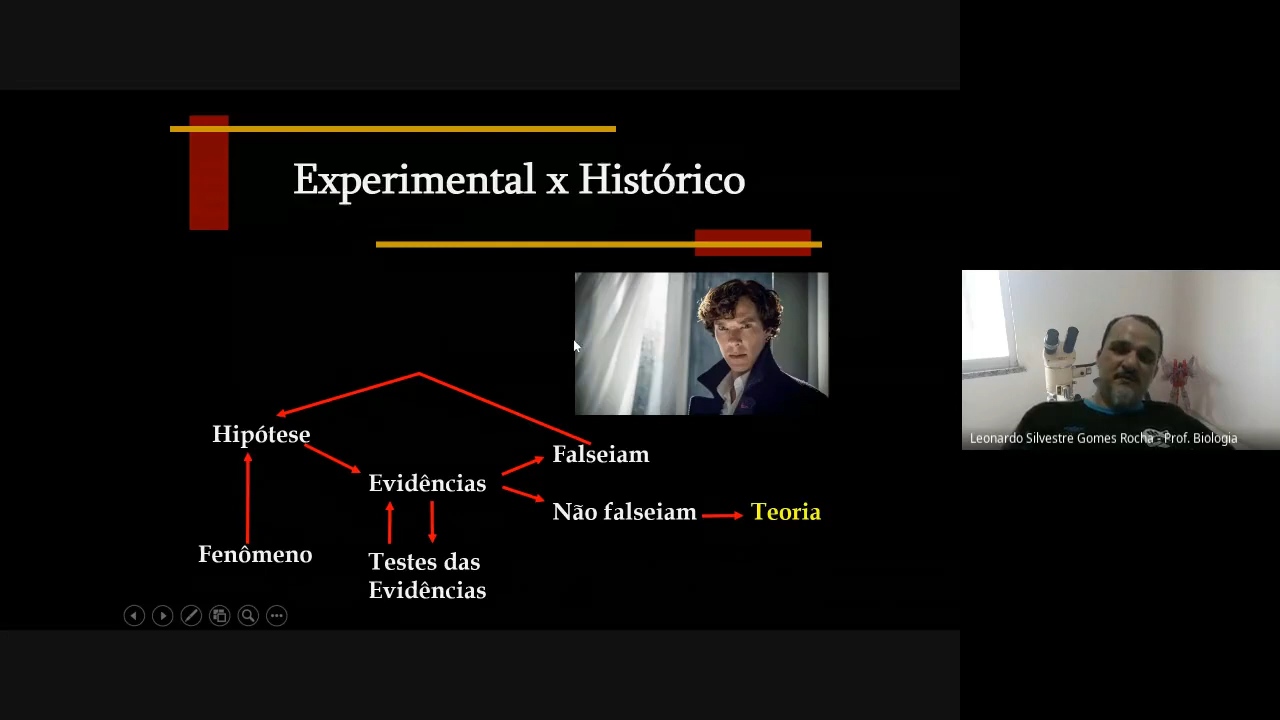 Experimental x Histórico
Hipótese
Falseiam
Evidências
Não falseiam
Teoria
Fenômeno
Testes das
Evidências
Leonardo Silvestre Gomes Rocha - Prof. Biologia